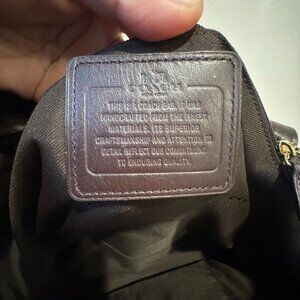 COACH
THIS IS A COACH BAG. IT WAS
HANDCRAFTED FROM THE FINEST
MATERIALS. ITS SUPERIOR
CRAFTSMANSHIP AND ATTENTION TO
DETAIL REFLECT OUR COMMITMENT
TO ENDURING QUALITY.